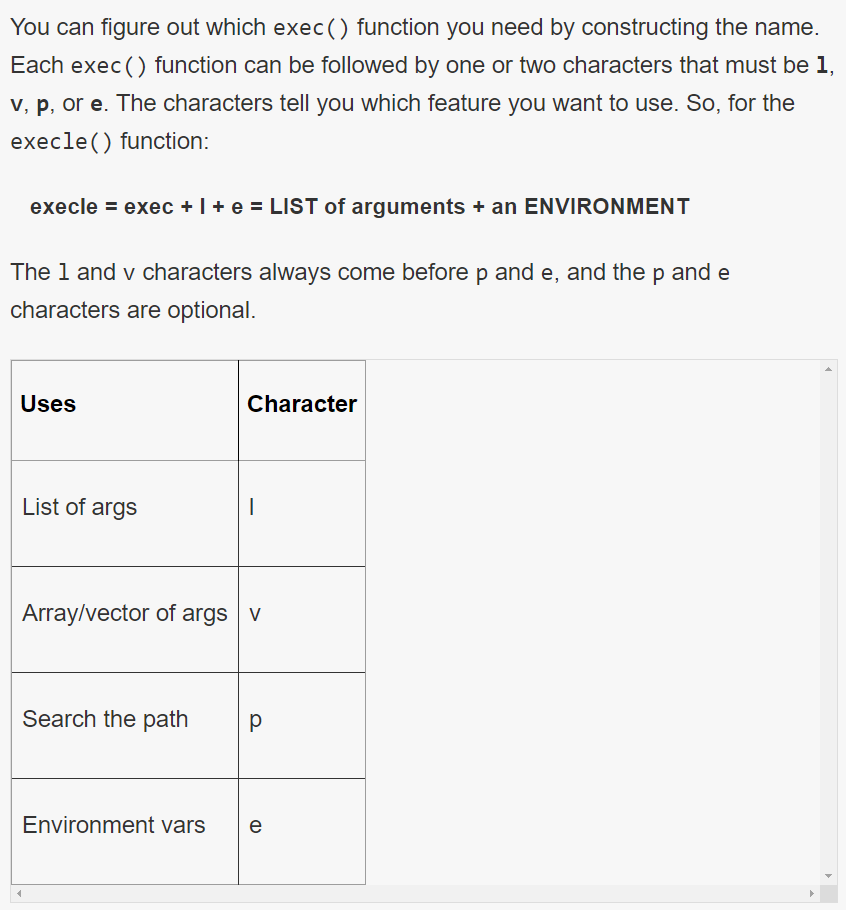 You can figure out which exec() function you need by constructing the name.
Each exec() function can be followed by one or two characters that must be l,
v, p, or e. The characters tell you which feature you want to use. So, for the
execle() function:
execle = exec + l + e = LIST of arguments + an ENVIRONMENT
The l and v characters always come before p and e, and the p and e
characters are optional.
Uses Character
List of args l
Array/vector of args v
Search the path p
Environment vars e